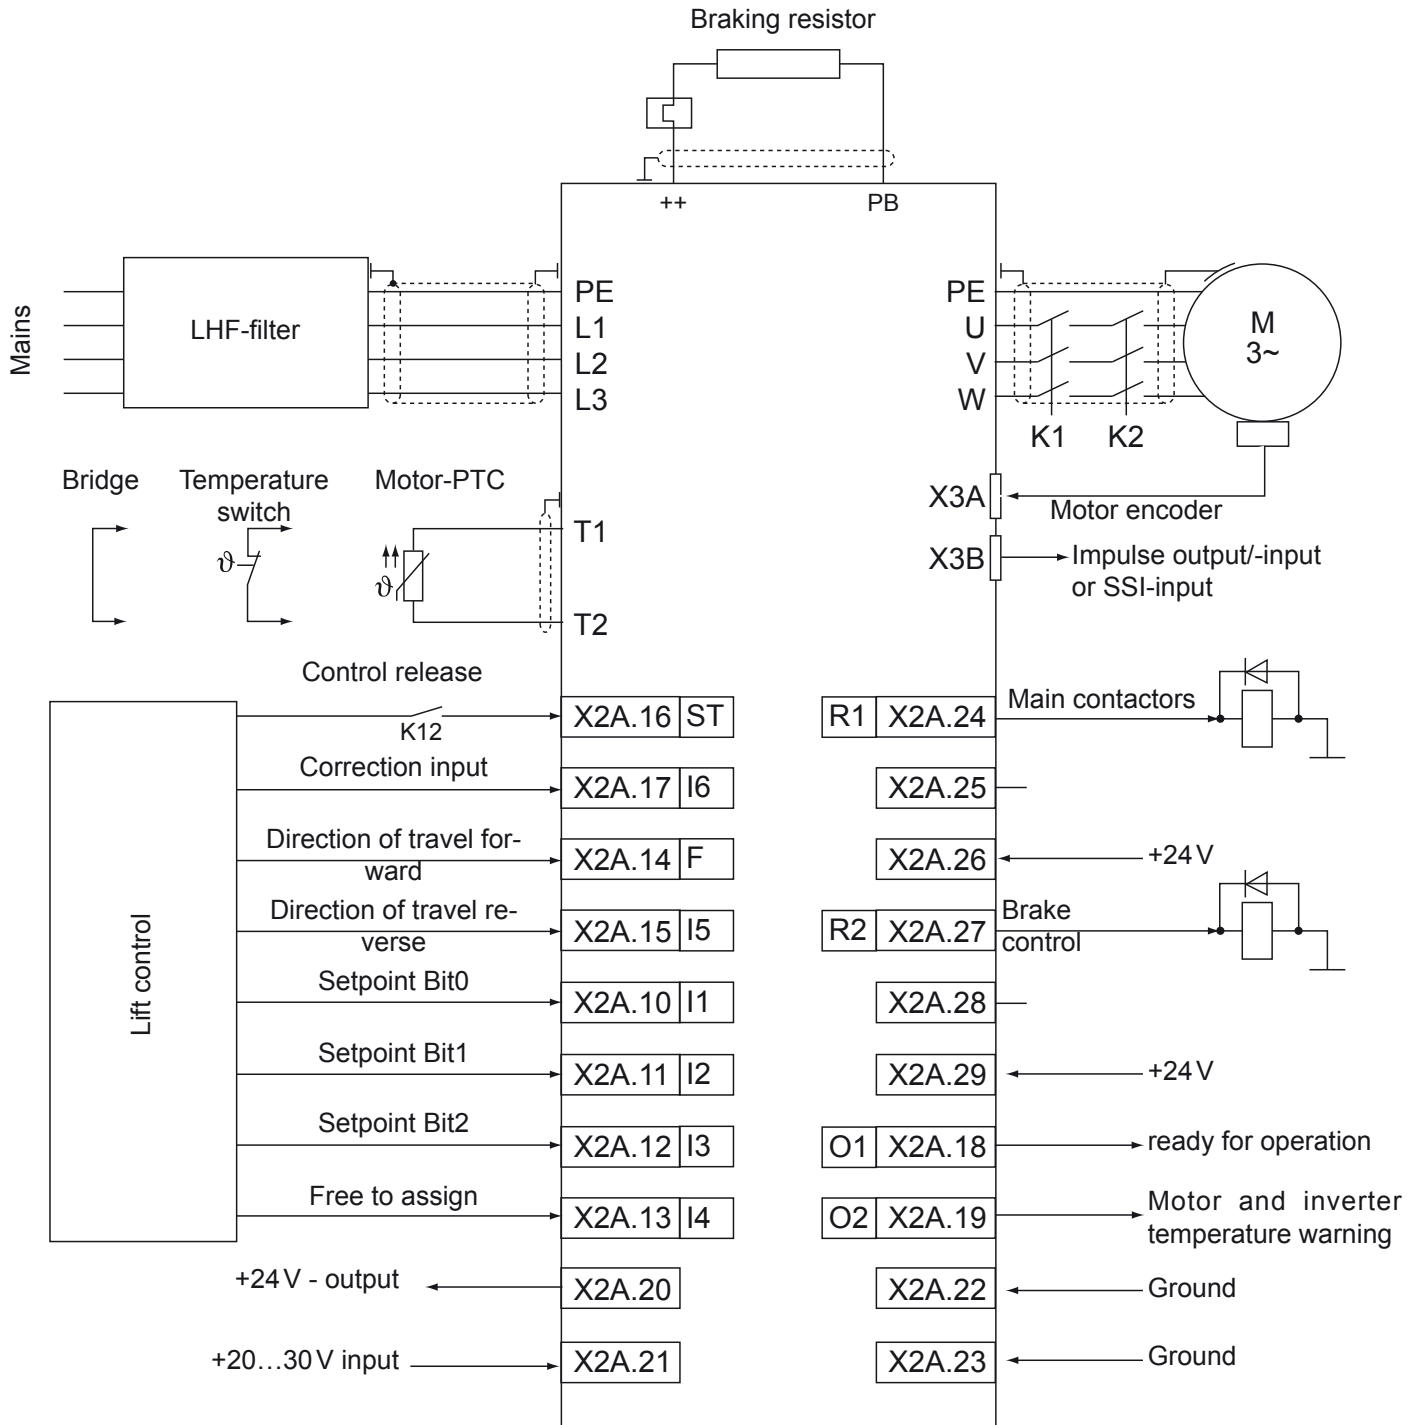 Braking resistor
++ PB
Mains
LHF-filter
PE
L1
L2
L3
PE
U
V
W
M
3~
K1 K2
Bridge
Temperature
switch
Motor-PTC
ϑ
ϑ
T1
T2
X3A
Motor encoder
X3B
Impulse output/-input
or SSI-input
Lift control
Control release
K12
X2A.16 ST
Correction input
X2A.17 I6
Direction of travel for-
ward
X2A.14 F
Direction of travel re-
verse
X2A.15 I5
Setpoint Bit0
X2A.10 I1
Setpoint Bit1
X2A.11 I2
Setpoint Bit2
X2A.12 I3
Free to assign
X2A.13 I4
+24 V - output
X2A.20
+20…30 V input
X2A.21
R1 X2A.24
Main contactors
X2A.25
X2A.26
+24 V
R2 X2A.27
Brake
control
X2A.28
X2A.29
+24 V
O1 X2A.18
ready for operation
O2 X2A.19
Motor and inverter
temperature warning
X2A.22
Ground
X2A.23
Ground